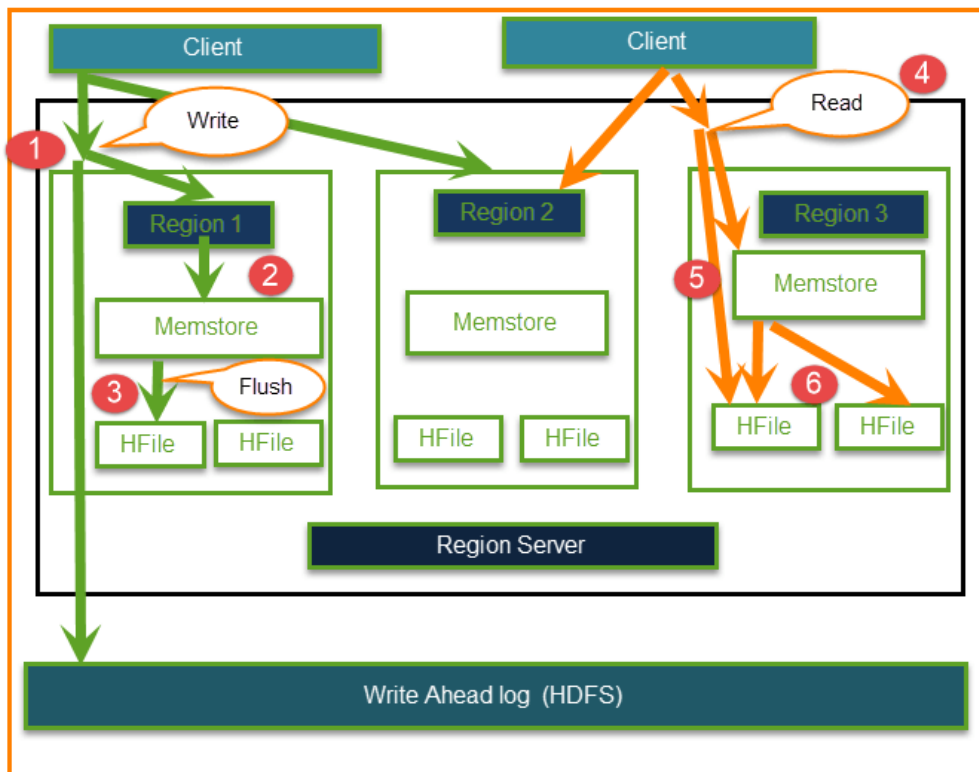 Client
Client
4
Write
Read
1
Region 1
Region 2
Region 3
2
5
Memstore
Memstore
Memstore
3
Flush
6
HFile
HFile
HFile
HFile
HFile
HFile
Region Server
Write Ahead log (HDFS)